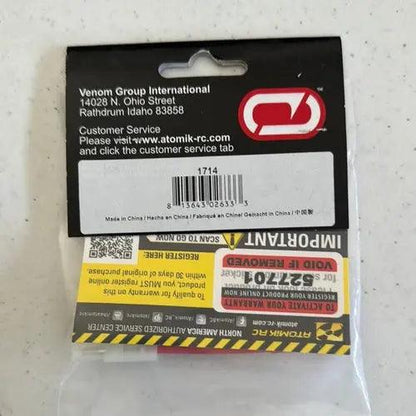 Venom Group International
14028 N. Ohio Street
Rathdrum Idaho 83858
Customer Service
Please visit www.atomik-rc.com
and click the customer service tab
TM
1714
8 13643 02633 3
Made in China / Hecho en China / Fabriqué en Chine/ Gemacht in China / 中国製
IMPORTANT
SCAN TO GO NOW
REGISTER HERE:
To qualify for warranty on this
product, you MUST register online
within 30 days of original purchase.
VOID IF REMOVED
527701
REGISTER YOUR PRODUCT ONLINE NOW
TO ACTIVATE YOUR WARRANTY
atomik-rc.com
NORTH AMERICA AUTHORIZED SERVICE CENTER
ATOMIK RC